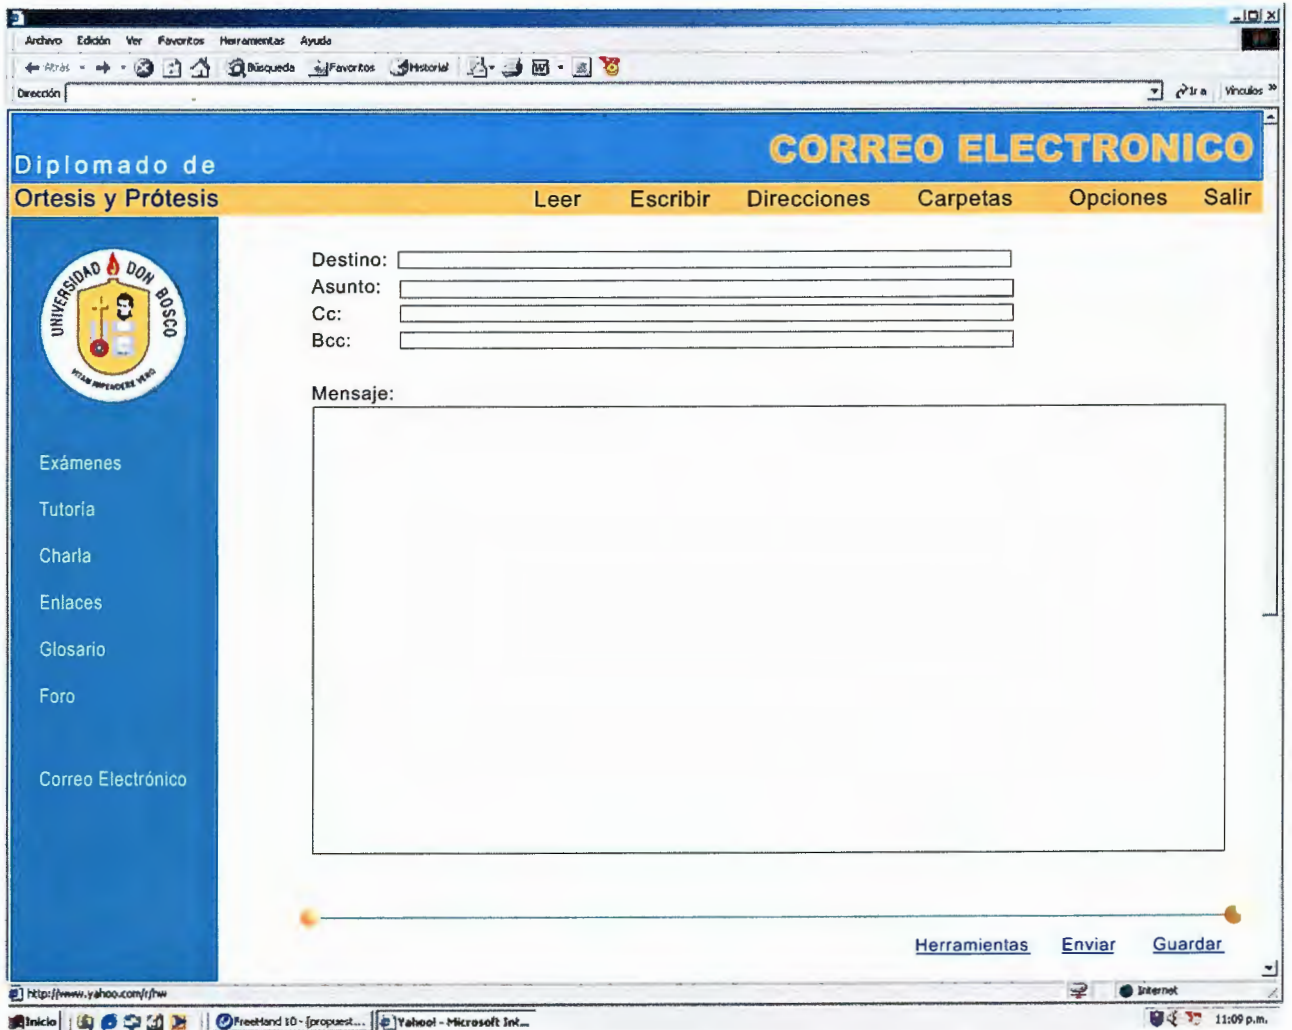 Archivo Edición Ver Favoritos Herramientas Ayuda
Atrás Búsqueda Favoritos Historial
Dirección Ir a Vínculos »
CORREO ELECTRONICO
Diplomado de
Ortesis y Prótesis Leer Escribir Direcciones Carpetas Opciones Salir
UNIVERSIDAD DON BOSCO
VITAM IMPENDERE VERO
Destino:
Asunto:
Cc:
Bcc:
Mensaje:
Exámenes
Tutoría
Charla
Enlaces
Glosario
Foro
Correo Electrónico
Herramientas Enviar Guardar
http://www.yahoo.com/r/hw Internet
Inicio FreeHand 10 - [propuest... Yahoo! - Microsoft Int... 11:09 p.m.